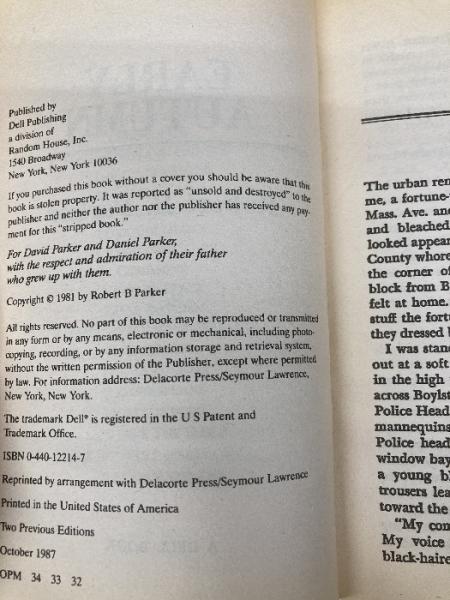 Published by
Dell Publishing
a division of
Random House, Inc.
1540 Broadway
New York, New York 10036
If you purchased this book without a cover you should be aware that this
book is stolen property. It was reported as "unsold and destroyed" to the
publisher and neither the author nor the publisher has received any pay-
ment for this "stripped book."
For David Parker and Daniel Parker,
with the respect and admiration of their father
who grew up with them.
Copyright © 1981 by Robert B Parker
All rights reserved. No part of this book may be reproduced or transmitted
in any form or by any means, electronic or mechanical, including photo-
copying, recording, or by any information storage and retrieval system,
without the written permission of the Publisher, except where permitted
by law. For information address: Delacorte Press/Seymour Lawrence,
New York, New York.
The trademark Dell® is registered in the U S Patent and
Trademark Office.
ISBN 0-440-12214-7
Reprinted by arrangement with Delacorte Press/Seymour Lawrence
Printed in the United States of America
Two Previous Editions
October 1987
OPM 34 33 32
The urban ren
me, a fortune-
Mass. Ave. and
and bleached
looked appear
County whore
the corner of
block from B
felt at home.
stuff the fort
they dressed
I was stand
out at a soft
in the high
across Boylst
Police Head
mannequins
Police head
window bay
a young bl
trousers lea
toward the
"My com
My voice
black-haire